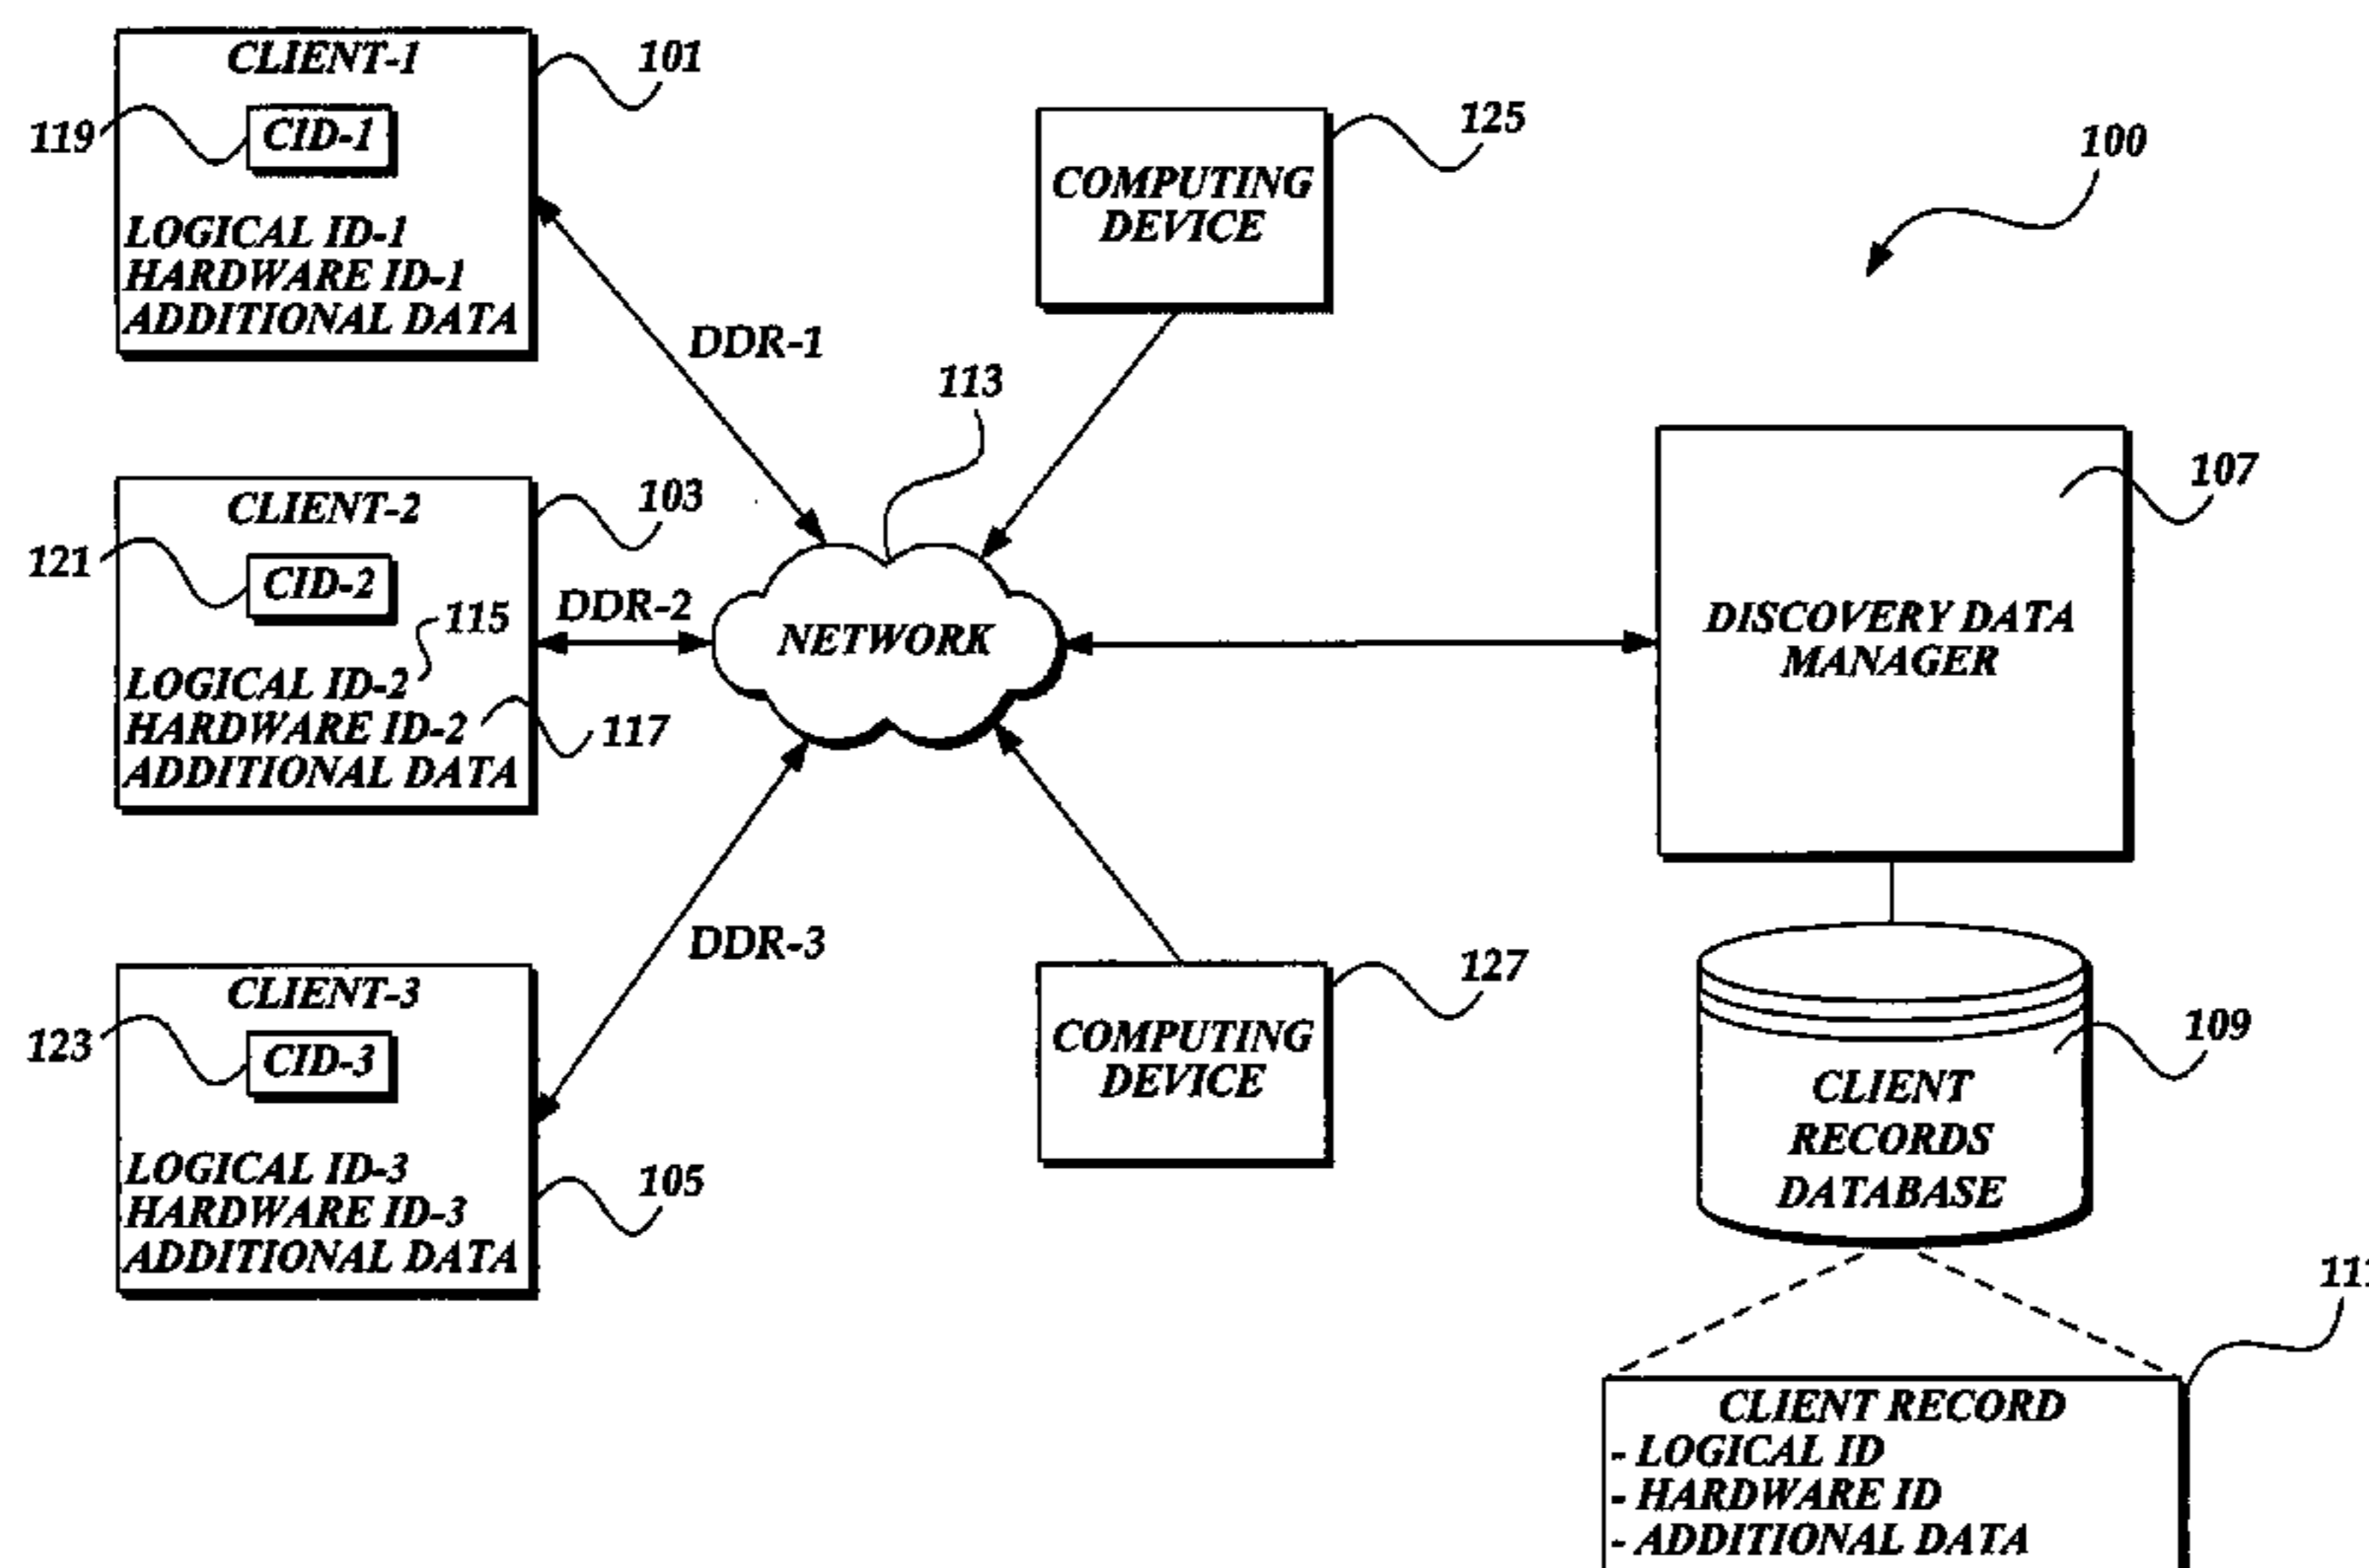 CLIENT-1
101
119
CID-1
LOGICAL ID-1
HARDWARE ID-1
ADDITIONAL DATA
DDR-1
COMPUTING
DEVICE
125
100
113
CLIENT-2
103
121
CID-2
115
LOGICAL ID-2
HARDWARE ID-2
117
ADDITIONAL DATA
DDR-2
NETWORK
DISCOVERY DATA
MANAGER
107
CLIENT-3
123
CID-3
LOGICAL ID-3
HARDWARE ID-3
ADDITIONAL DATA
105
DDR-3
COMPUTING
DEVICE
127
CLIENT
RECORDS
DATABASE
109
111
CLIENT RECORD
- LOGICAL ID
- HARDWARE ID
- ADDITIONAL DATA